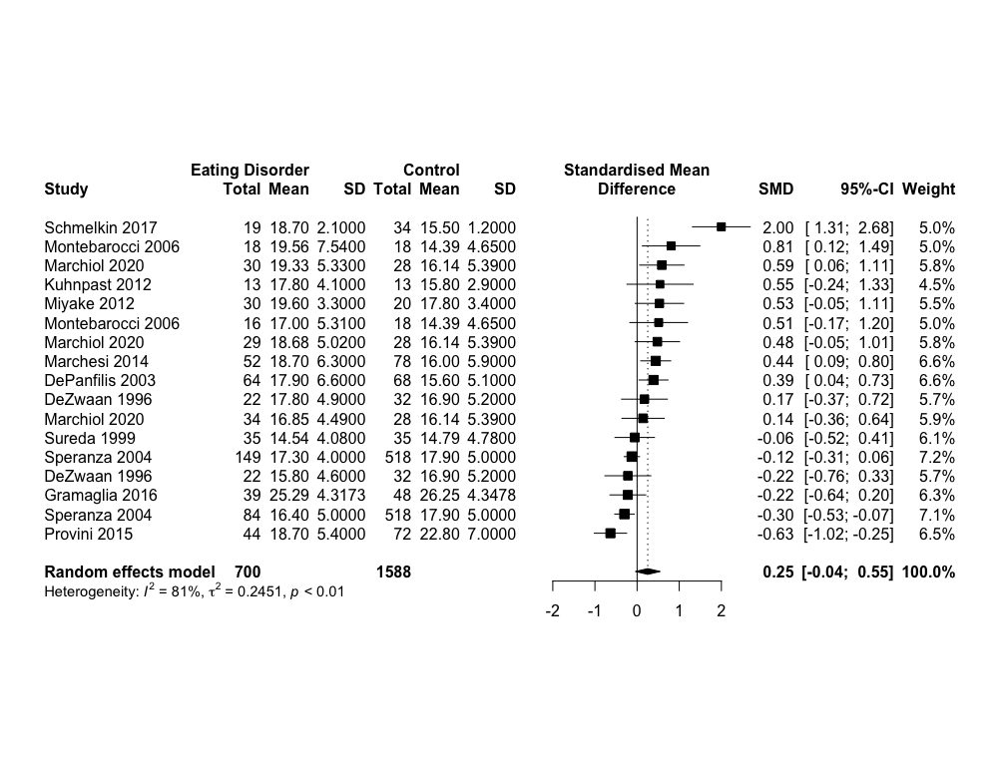 Eating Disorder Control Standardised Mean
Study Total Mean SD Total Mean SD Difference SMD 95%-CI Weight
Schmelkin 2017 19 18.70 2.1000 34 15.50 1.2000 2.00 [ 1.31; 2.68] 5.0%
Montebarocci 2006 18 19.56 7.5400 18 14.39 4.6500 0.81 [ 0.12; 1.49] 5.0%
Marchiol 2020 30 19.33 5.3300 28 16.14 5.3900 0.59 [ 0.06; 1.11] 5.8%
Kuhnpast 2012 13 17.80 4.1000 13 15.80 2.9000 0.55 [-0.24; 1.33] 4.5%
Miyake 2012 30 19.60 3.3000 20 17.80 3.4000 0.53 [-0.05; 1.11] 5.5%
Montebarocci 2006 16 17.00 5.3100 18 14.39 4.6500 0.51 [-0.17; 1.20] 5.0%
Marchiol 2020 29 18.68 5.0200 28 16.14 5.3900 0.48 [-0.05; 1.01] 5.8%
Marchesi 2014 52 18.70 6.3000 78 16.00 5.9000 0.44 [ 0.09; 0.80] 6.6%
DePanfilis 2003 64 17.90 6.6000 68 15.60 5.1000 0.39 [ 0.04; 0.73] 6.6%
DeZwaan 1996 22 17.80 4.9000 32 16.90 5.2000 0.17 [-0.37; 0.72] 5.7%
Marchiol 2020 34 16.85 4.4900 28 16.14 5.3900 0.14 [-0.36; 0.64] 5.9%
Sureda 1999 35 14.54 4.0800 35 14.79 4.7800 -0.06 [-0.52; 0.41] 6.1%
Speranza 2004 149 17.30 4.0000 518 17.90 5.0000 -0.12 [-0.31; 0.06] 7.2%
DeZwaan 1996 22 15.80 4.6000 32 16.90 5.2000 -0.22 [-0.76; 0.33] 5.7%
Gramaglia 2016 39 25.29 4.3173 48 26.25 4.3478 -0.22 [-0.64; 0.20] 6.3%
Speranza 2004 84 16.40 5.0000 518 17.90 5.0000 -0.30 [-0.53; -0.07] 7.1%
Provini 2015 44 18.70 5.4000 72 22.80 7.0000 -0.63 [-1.02; -0.25] 6.5%
Random effects model 700 1588 0.25 [-0.04; 0.55] 100.0%
Heterogeneity: I² = 81%, τ² = 0.2451, p < 0.01
-2 -1 0 1 2